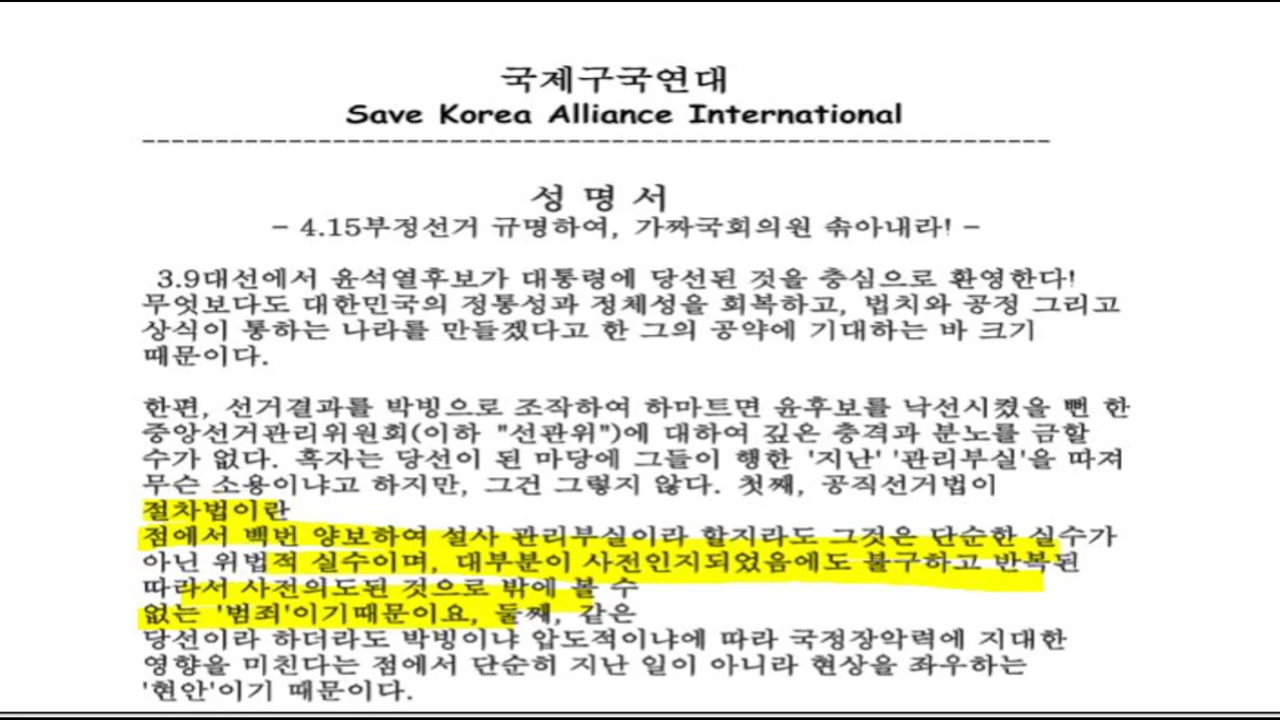 국제구국연대
Save Korea Alliance International
--------------------------------------------------------------
성 명 서
- 4.15부정선거 규명하여, 가짜국회의원 솎아내라! -
3.9대선에서 윤석열후보가 대통령에 당선된 것을 충심으로 환영한다!
무엇보다도 대한민국의 정통성과 정체성을 회복하고, 법치와 공정 그리고
상식이 통하는 나라를 만들겠다고 한 그의 공약에 기대하는 바 크기
때문이다.
한편, 선거결과를 박빙으로 조작하여 하마트면 윤후보를 낙선시켰을 뻔 한
중앙선거관리위원회(이하 "선관위")에 대하여 깊은 충격과 분노를 금할
수가 없다. 혹자는 당선이 된 마당에 그들이 행한 '지난' '관리부실'을 따져
무슨 소용이냐고 하지만, 그건 그렇지 않다. 첫째, 공직선거법이
절차법이란
점에서 백번 양보하여 설사 관리부실이라 할지라도 그것은 단순한 실수가
아닌 위법적 실수이며, 대부분이 사전인지되었음에도 불구하고 반복된
따라서 사전의도된 것으로 밖에 볼 수
없는 '범죄'이기때문이요, 둘째, 같은
당선이라 하더라도 박빙이냐 압도적이냐에 따라 국정장악력에 지대한
영향을 미친다는 점에서 단순히 지난 일이 아니라 현상을 좌우하는
'현안'이기 때문이다.